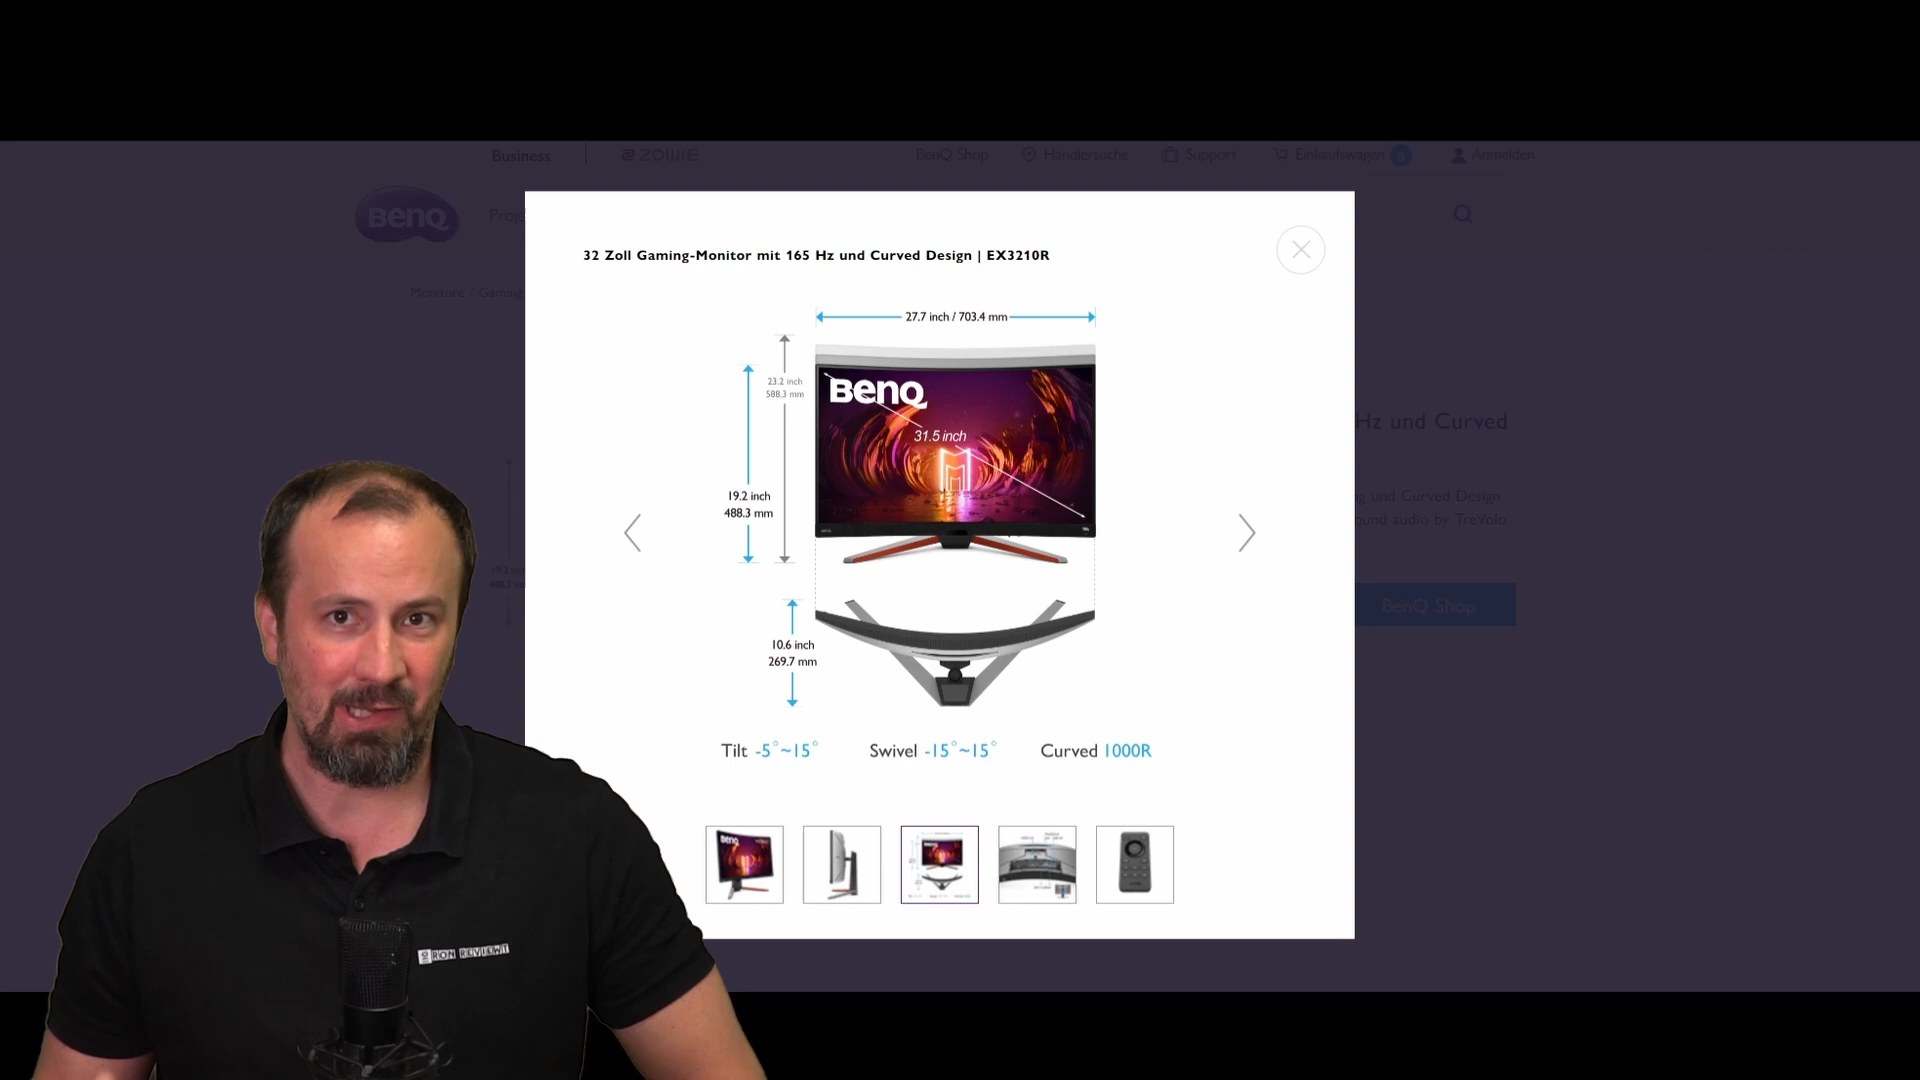 Business
ZOWIE
BenQ Shop
Händlersuche
Support
Einkaufswagen
0
Anmelden
BenQ
32 Zoll Gaming-Monitor mit 165 Hz und Curved Design | EX3210R
Monitore / Gaming
27.7 inch / 703.4 mm
23.2 inch
588.3 mm
BenQ
31.5 inch
19.2 inch
488.3 mm
10.6 inch
269.7 mm
Tilt -5°~15°
Swivel -15°~15°
Curved 1000R
Hz und Curved
und Curved Design
ound audio by TreVolo
BenQ Shop
RON REVIEWT